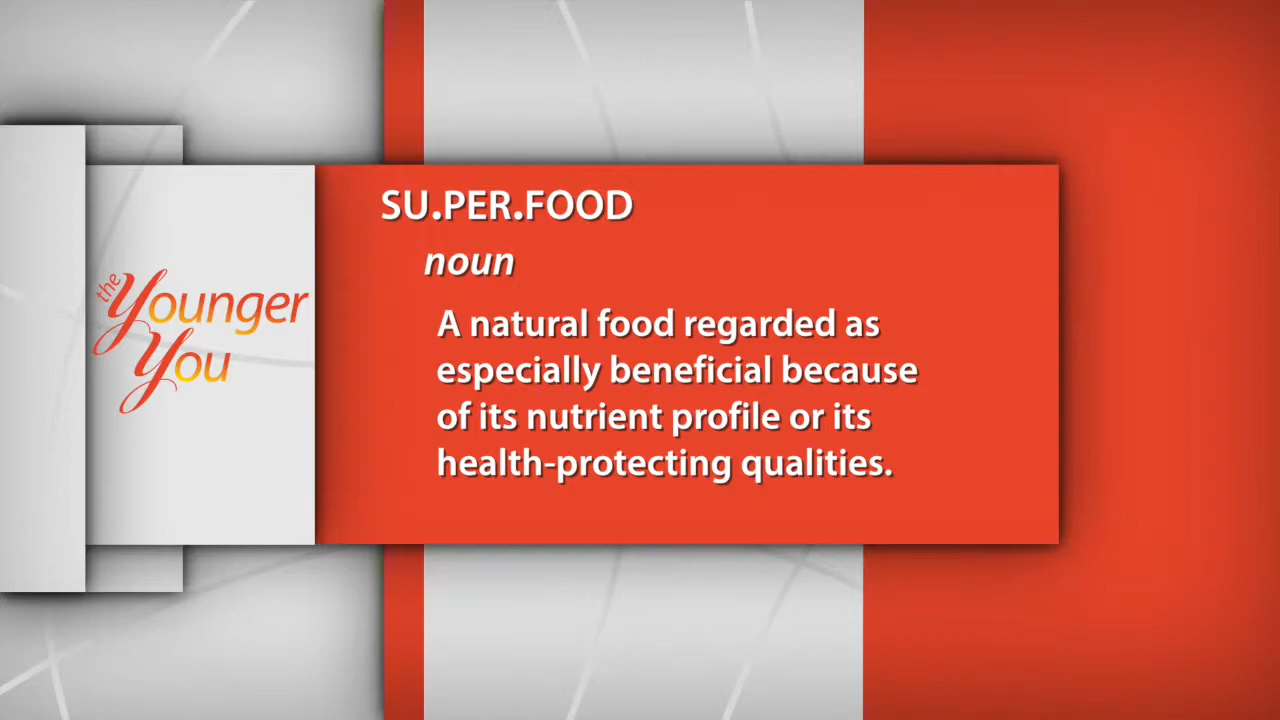 the
Younger
You
SU.PER.FOOD
noun
A natural food regarded as
especially beneficial because
of its nutrient profile or its
health-protecting qualities.